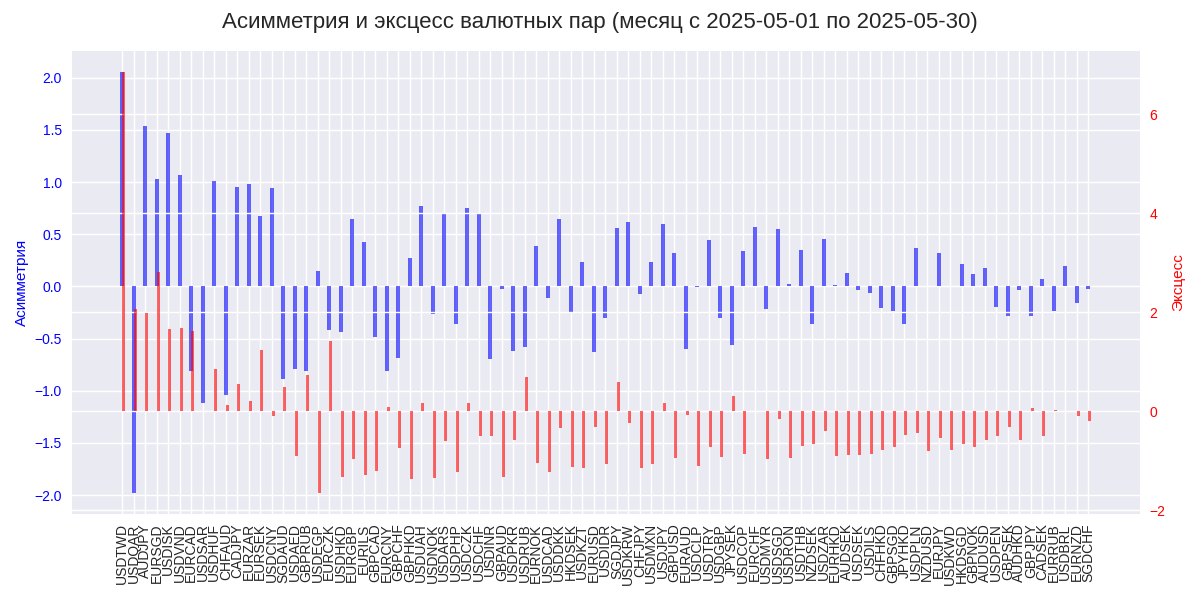 Асимметрия и эксцесс валютных пар (месяц с 2025-05-01 по 2025-05-30)
Асимметрия
2.0
1.5
1.0
0.5
0.0
−0.5
−1.0
−1.5
−2.0
6
4
2
0
−2
Эксцесс
USDTWD
USDQAR
AUDJPY
EURSGD
USDISK
USDVND
EURCAD
USDSAR
USDHUF
CHFAUD
CADJPY
EURZAR
EURSEK
USDCNY
SGDAUD
USDAED
GBPRUB
USDEGP
EURCZK
USDHKD
EURGBP
EURILS
GBPCAD
EURCNY
GBPCHF
GBPHKD
USDUAH
USDNOK
USDARS
USDPHP
USDCZK
USDCHF
USDINR
GBPAUD
USDPKR
USDRUB
EURNOK
USDCAD
USDDKK
HKDSEK
USDKZT
EURUSD
USDIDR
SGDJPY
USDKRW
CHFJPY
USDMXN
USDJPY
GBPUSD
EURAUD
USDCLP
USDTRY
USDGBP
JPYSEK
USDCOP
EURCHF
USDMYR
USDSGD
USDRON
USDTHB
NZDSEK
USDZAR
EURHKD
AUDSEK
USDSEK
USDILS
CHFHKD
GBPSGD
JPYHKD
USDPLN
NZDUSD
EURJPY
USDKWD
HKDSGD
GBPNOK
AUDUSD
USDPEN
GBPSEK
AUDHKD
GBPJPY
CADSEK
EURRUB
USDBRL
EURNZD
SGDCHF